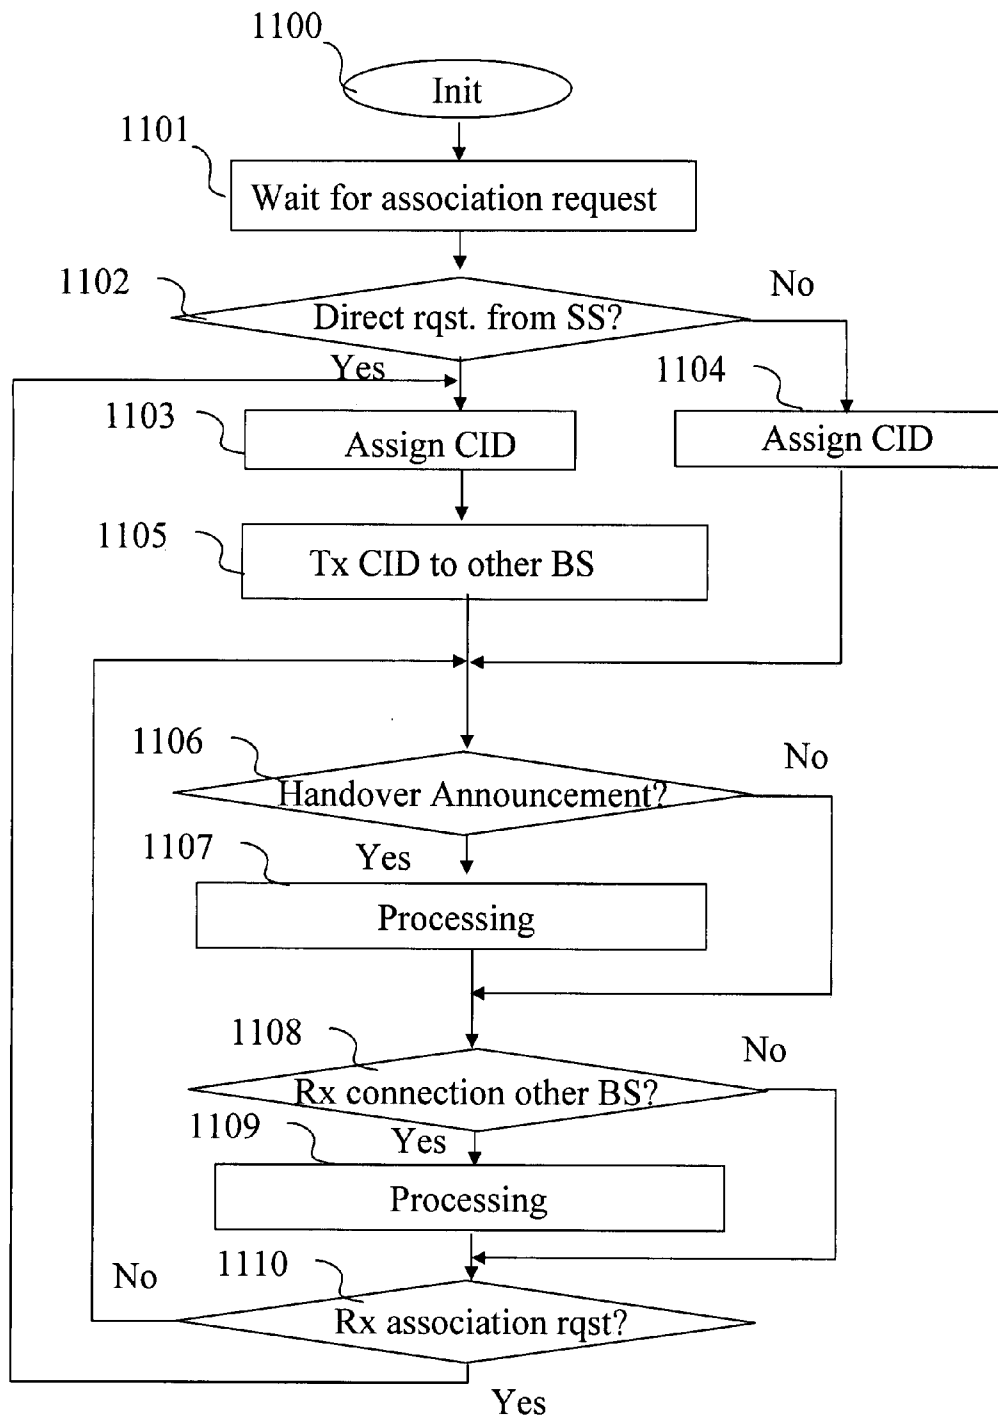 1100
Init
1101
Wait for association request
1102
No
Direct rqst. from SS?
Yes
1104
1103
Assign CID
Assign CID
1105
Tx CID to other BS
1106
No
Handover Announcement?
1107
Yes
Processing
1108
No
Rx connection other BS?
1109
Yes
Processing
No
1110
Rx association rqst?
Yes